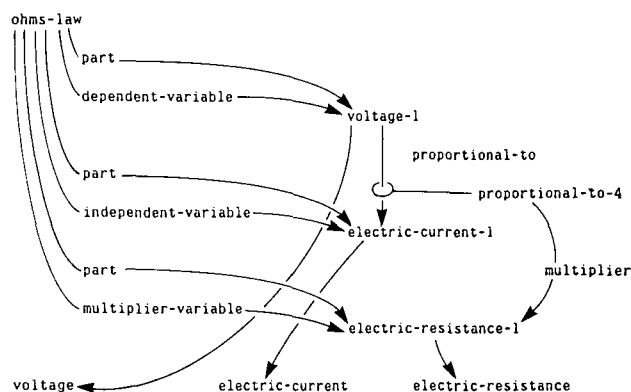 ohms-law
part
dependent-variable
voltage-1
proportional-to
part
proportional-to-4
independent-variable
electric-current-1
part
multiplier
multiplier-variable
electric-resistance-1
voltage
electric-current
electric-resistance